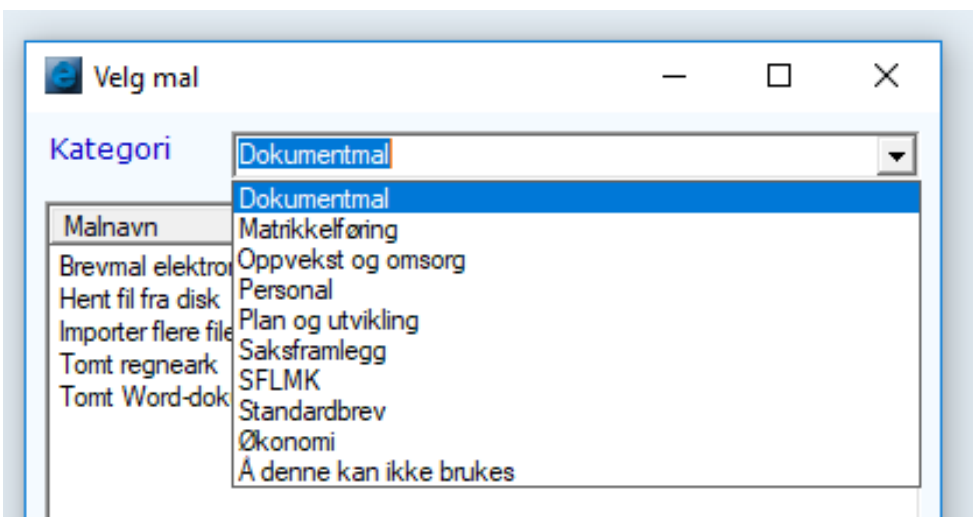 Velg mal
Kategori
Dokumentmal
Dokumentmal
Matrikkelføring
Oppvekst og omsorg
Personal
Plan og utvikling
Saksframlegg
SFLMK
Standardbrev
Økonomi
Å denne kan ikke brukes
Malnavn
Brevmal elektro
Hent fil fra disk
Importer flere file
Tomt regneark
Tomt Word-dok